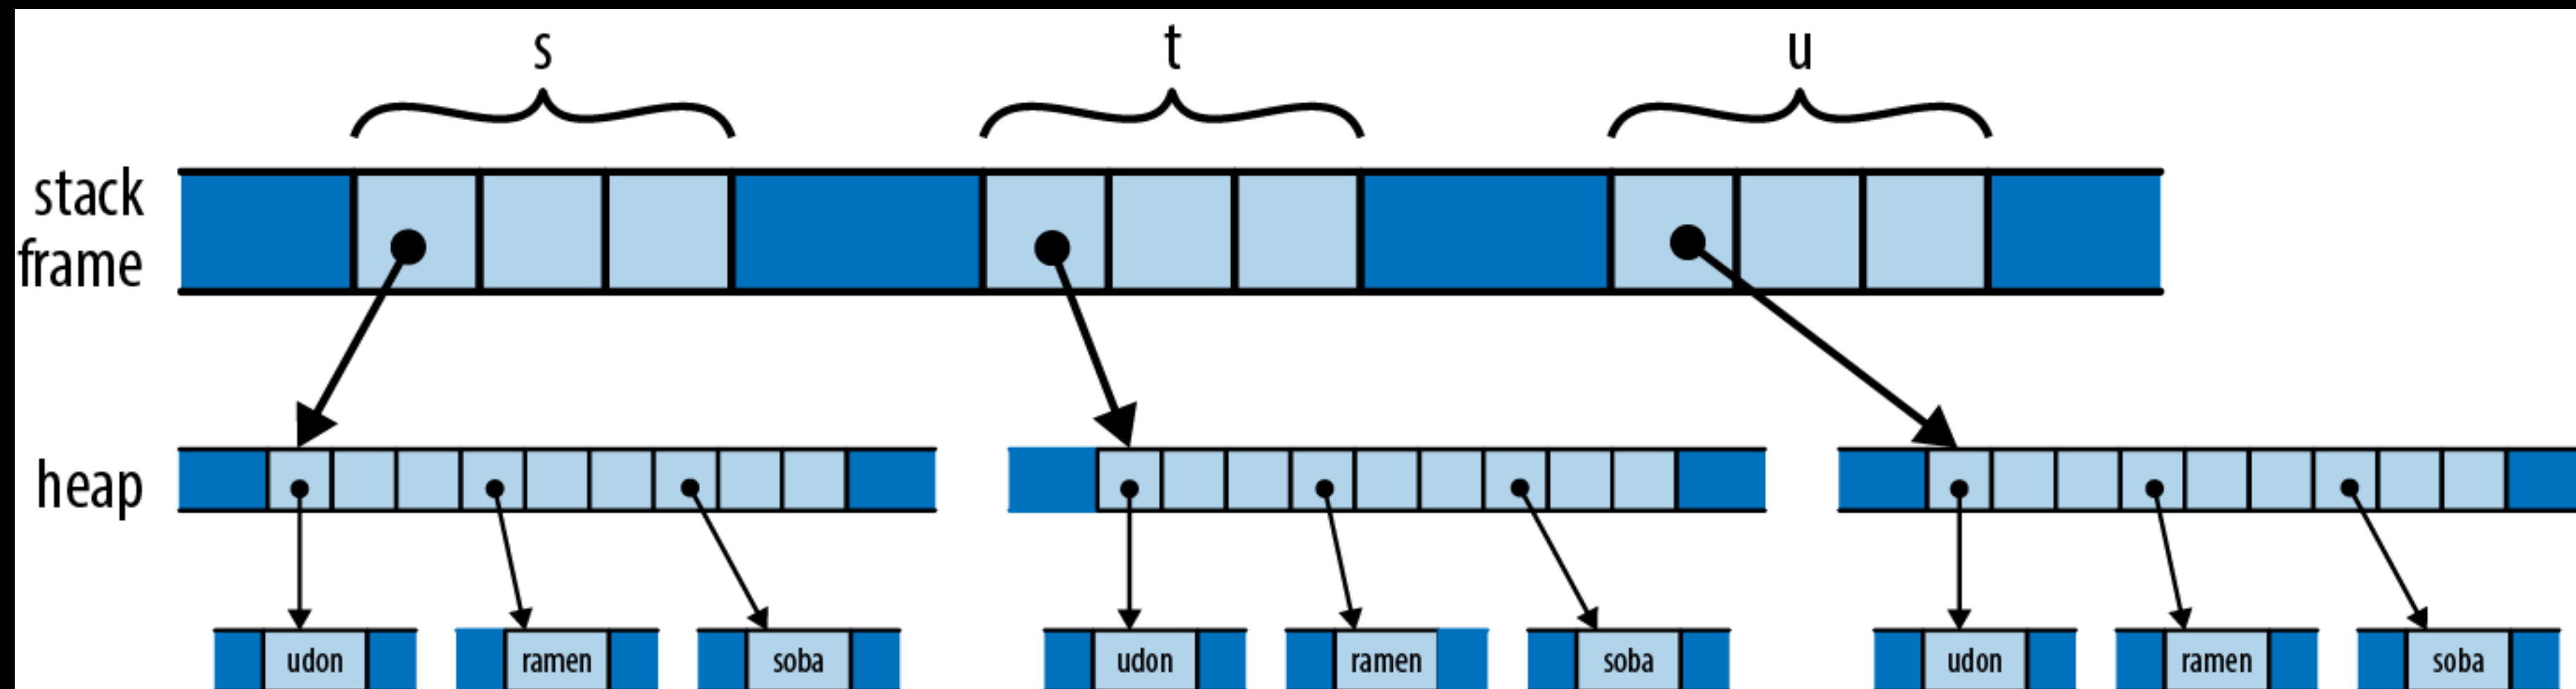 s t u
stack
frame
heap
udon ramen soba udon ramen soba udon ramen soba